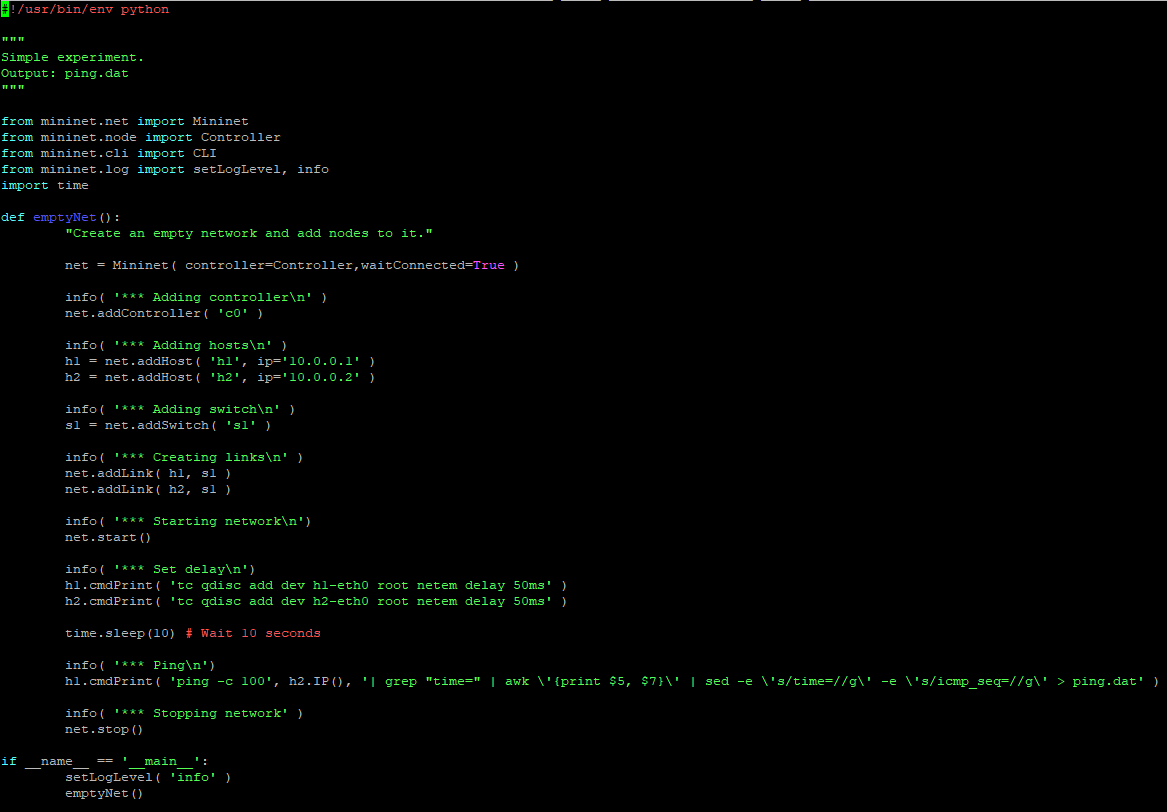 #!/usr/bin/env python
"""
Simple experiment.
Output: ping.dat
"""
from mininet.net import Mininet
from mininet.node import Controller
from mininet.cli import CLI
from mininet.log import setLogLevel, info
import time
def emptyNet():
"Create an empty network and add nodes to it."
net = Mininet( controller=Controller,waitConnected=True )
info( '*** Adding controller\n' )
net.addController( 'c0' )
info( '*** Adding hosts\n' )
h1 = net.addHost( 'h1', ip='10.0.0.1' )
h2 = net.addHost( 'h2', ip='10.0.0.2' )
info( '*** Adding switch\n' )
s1 = net.addSwitch( 's1' )
info( '*** Creating links\n' )
net.addLink( h1, s1 )
net.addLink( h2, s1 )
info( '*** Starting network\n')
net.start()
info( '*** Set delay\n')
h1.cmdPrint( 'tc qdisc add dev h1-eth0 root netem delay 50ms' )
h2.cmdPrint( 'tc qdisc add dev h2-eth0 root netem delay 50ms' )
time.sleep(10) # Wait 10 seconds
info( '*** Ping\n')
h1.cmdPrint( 'ping -c 100', h2.IP(), '| grep "time=" | awk \'{print $5, $7}\' | sed -e \'s/time=//g\' -e \'s/icmp_seq=//g\' > ping.dat' )
info( '*** Stopping network' )
net.stop()
if __name__ == '__main__':
setLogLevel( 'info' )
emptyNet()